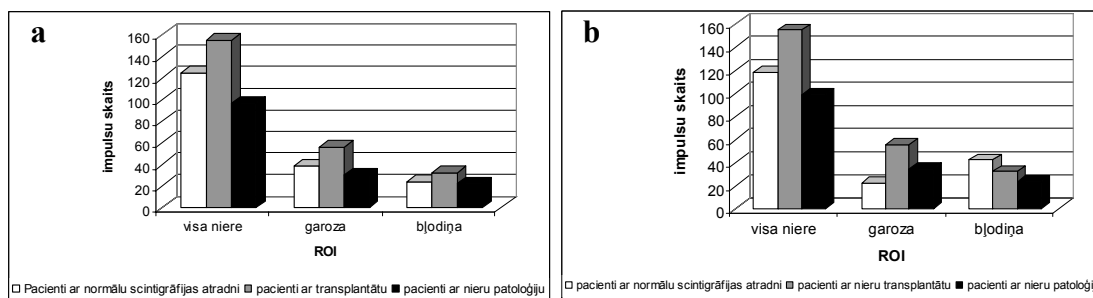 a
impulsu skaits
160
140
120
100
80
60
40
20
0
visa niere garoza bļodiņa
ROI
Pacienti ar normālu scintigrāfijas atradni pacienti ar transplantātu pacienti ar nieru patoloģiju
b
impulsu skaits
160
140
120
100
80
60
40
20
0
visa niere garoza bļodiņa
ROI
pacienti ar normālu scintigrāfijas atradni pacienti ar nieru transplantātu pacienti ar nieru patoloģij